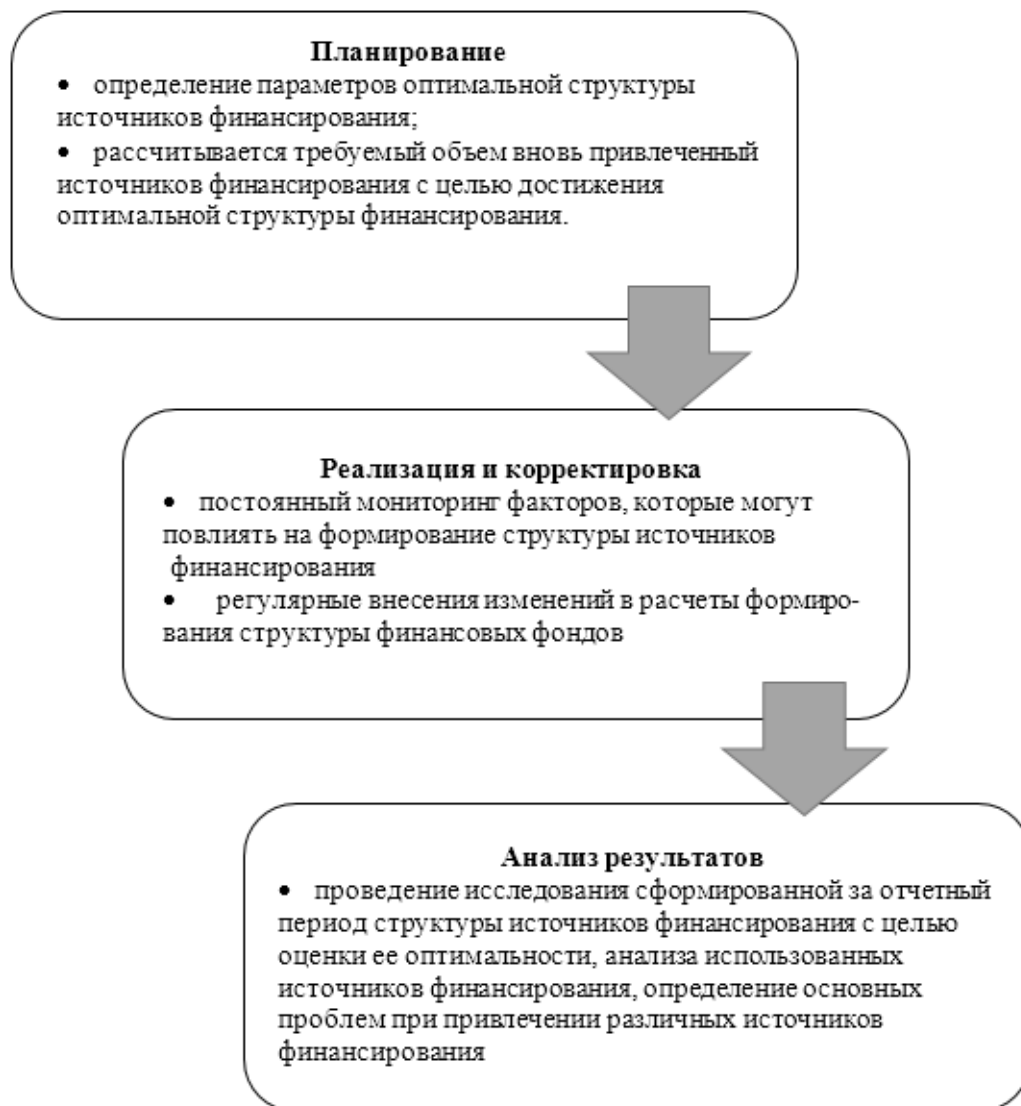 Планирование
• определение параметров оптимальной структуры
источников финансирования;
• рассчитывается требуемый объем вновь привлеченный
источников финансирования с целью достижения
оптимальной структуры финансирования.
Реализация и корректировка
• постоянный мониторинг факторов, которые могут
повлиять на формирование структуры источников
финансирования
• регулярные внесения изменений в расчеты формиро-
вания структуры финансовых фондов
Анализ результатов
• проведение исследования сформированной за отчетный
период структуры источников финансирования с целью
оценки ее оптимальности, анализа использованных
источников финансирования, определение основных
проблем при привлечении различных источников
финансирования